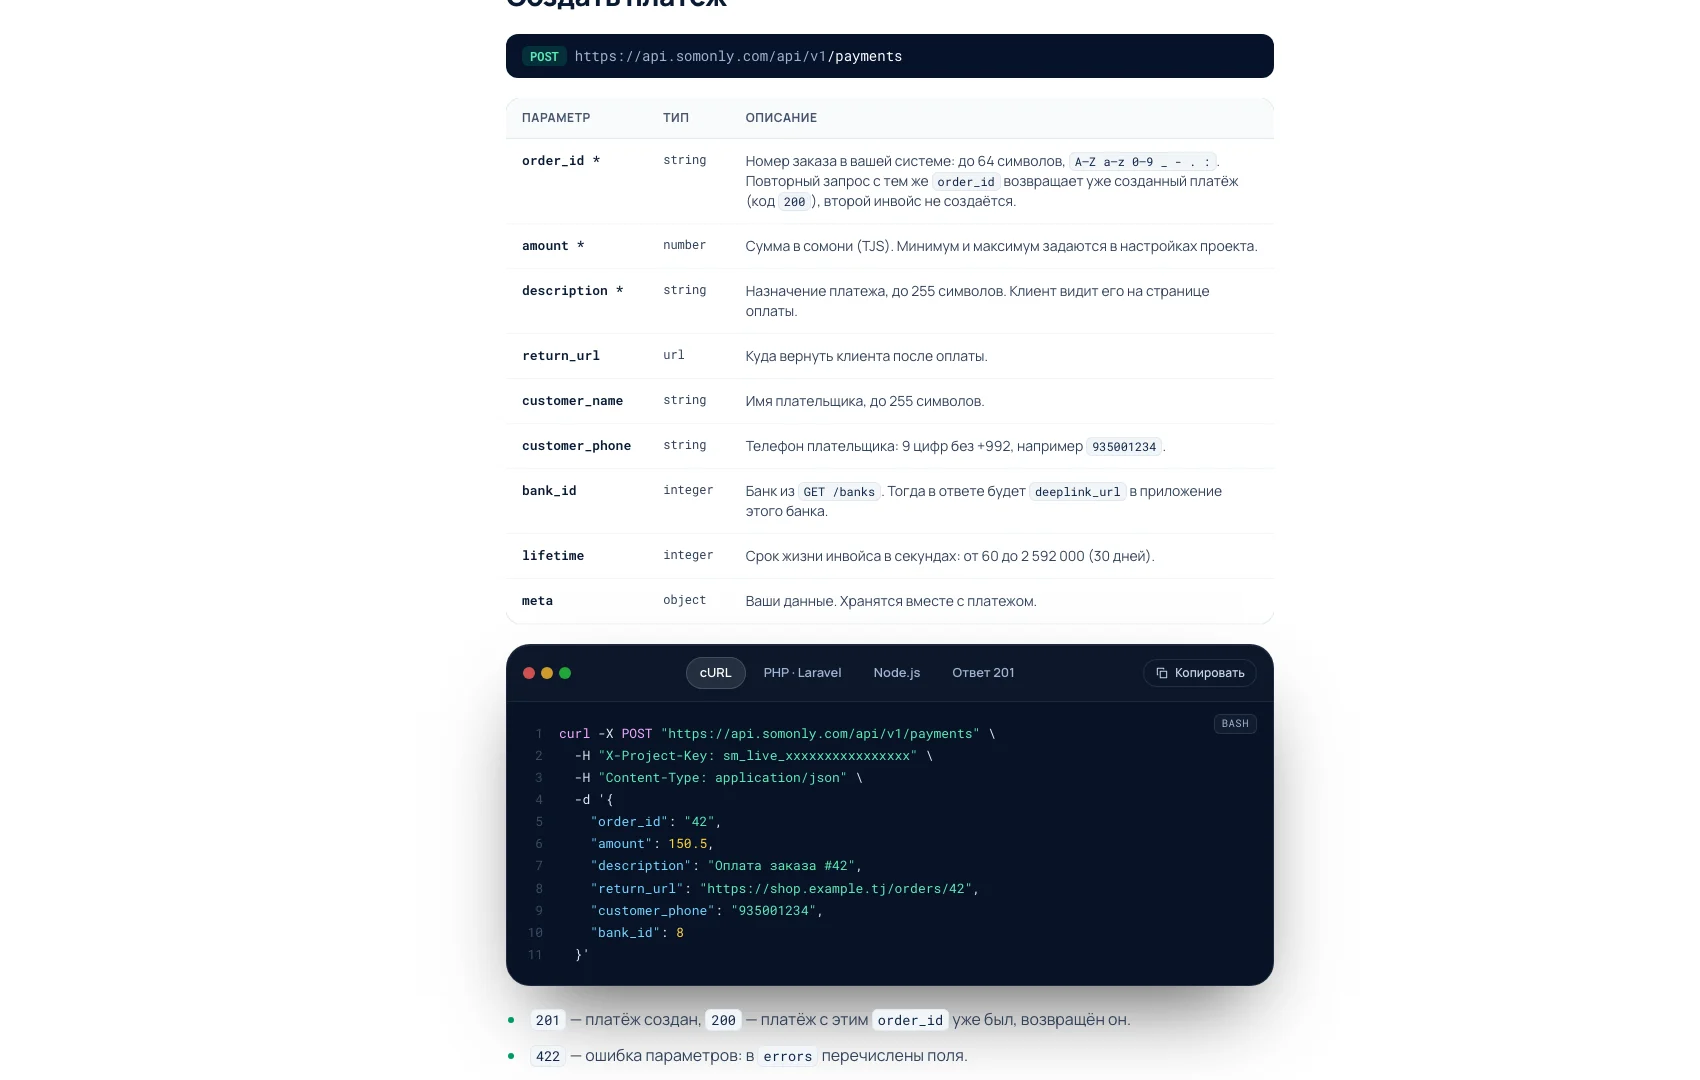 Создать платёж
POST https://api.somonly.com/api/v1/payments
ПАРАМЕТР ТИП ОПИСАНИЕ
order_id * string Номер заказа в вашей системе: до 64 символов, A–Z a–z 0–9 _ - . : .
Повторный запрос с тем же order_id возвращает уже созданный платёж
(код 200 ), второй инвойс не создаётся.
amount * number Сумма в сомони (TJS). Минимум и максимум задаются в настройках проекта.
description * string Назначение платежа, до 255 символов. Клиент видит его на странице
оплаты.
return_url url Куда вернуть клиента после оплаты.
customer_name string Имя плательщика, до 255 символов.
customer_phone string Телефон плательщика: 9 цифр без +992, например 935001234 .
bank_id integer Банк из GET /banks . Тогда в ответе будет deeplink_url в приложение
этого банка.
lifetime integer Срок жизни инвойса в секундах: от 60 до 2 592 000 (30 дней).
meta object Ваши данные. Хранятся вместе с платежом.
cURL PHP · Laravel Node.js Ответ 201 Копировать
BASH
1 curl -X POST "https://api.somonly.com/api/v1/payments" \
2 -H "X-Project-Key: sm_live_xxxxxxxxxxxxxxxx" \
3 -H "Content-Type: application/json" \
4 -d '{
5 "order_id": "42",
6 "amount": 150.5,
7 "description": "Оплата заказа #42",
8 "return_url": "https://shop.example.tj/orders/42",
9 "customer_phone": "935001234",
10 "bank_id": 8
11 }'
201 — платёж создан, 200 — платёж с этим order_id уже был, возвращён он.
422 — ошибка параметров: в errors перечислены поля.